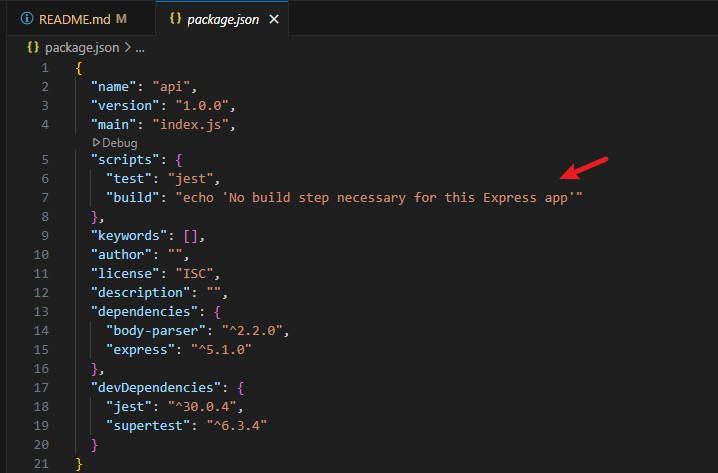 README.md M package.json ×
{} package.json > ...
1 {
2 "name": "api",
3 "version": "1.0.0",
4 "main": "index.js",
Debug
5 "scripts": {
6 "test": "jest",
7 "build": "echo 'No build step necessary for this Express app'"
8 },
9 "keywords": [],
10 "author": "",
11 "license": "ISC",
12 "description": "",
13 "dependencies": {
14 "body-parser": "^2.2.0",
15 "express": "^5.1.0"
16 },
17 "devDependencies": {
18 "jest": "^30.0.4",
19 "supertest": "^6.3.4"
20 }
21 }